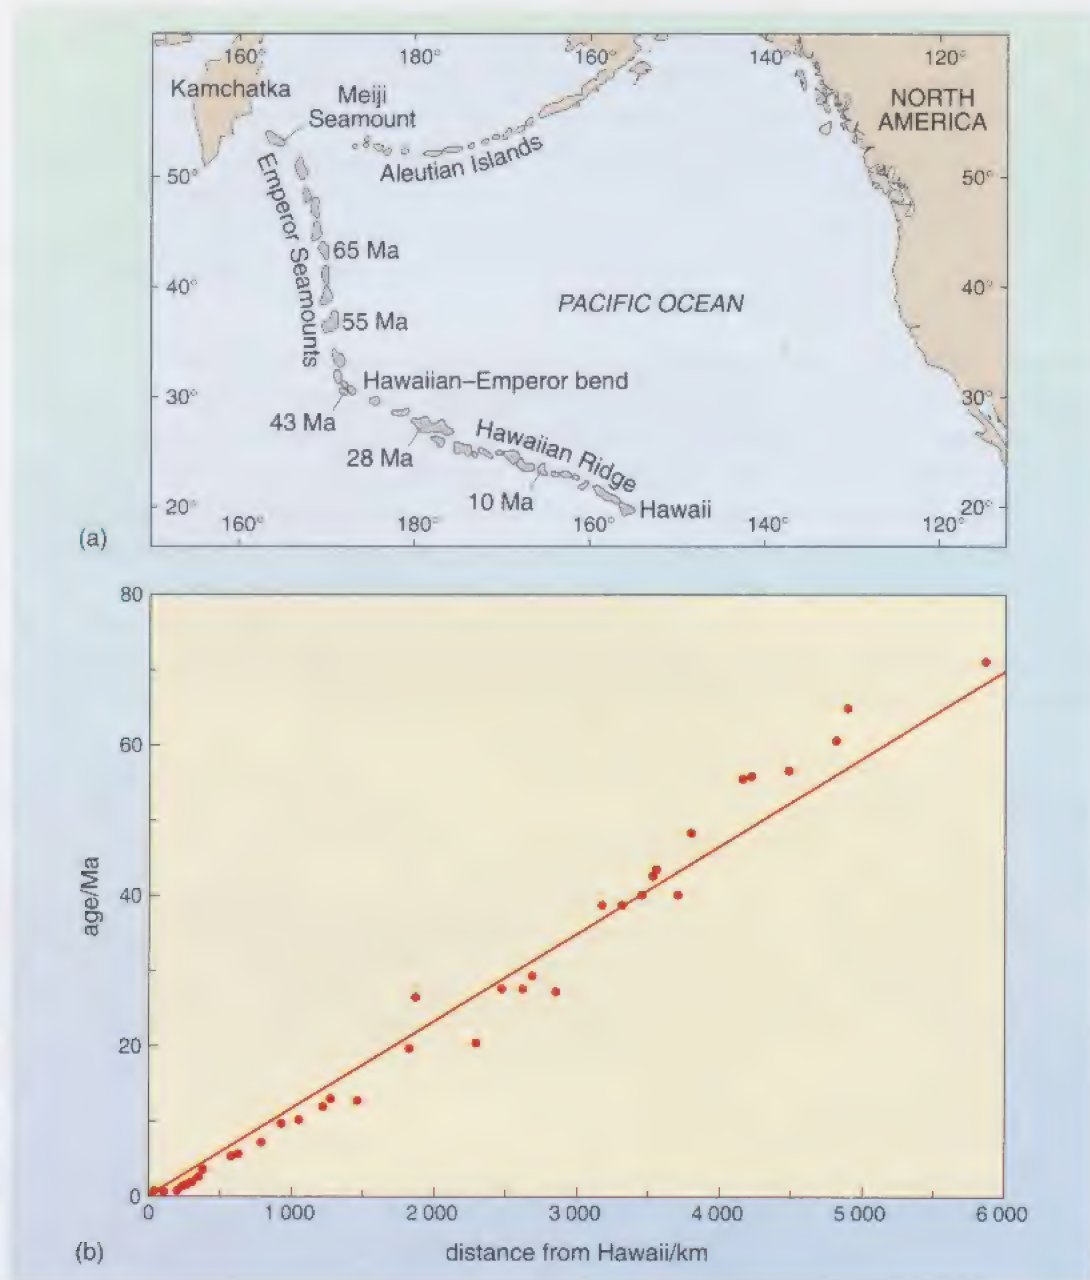 160° 180° 160° 140° 120°
Kamchatka
Meiji
Seamount
NORTH
AMERICA
Aleutian Islands
50° 50°
Emperor Seamounts
65 Ma
40° 40°
PACIFIC OCEAN
55 Ma
Hawaiian–Emperor bend
30° 30°
43 Ma
28 Ma
Hawaiian Ridge
10 Ma
Hawaii
20° 20°
160° 180° 160° 140° 120°
(a)
80
60
40
20
0
age/Ma
0 1 000 2 000 3 000 4 000 5 000 6 000
distance from Hawaii/km
(b)